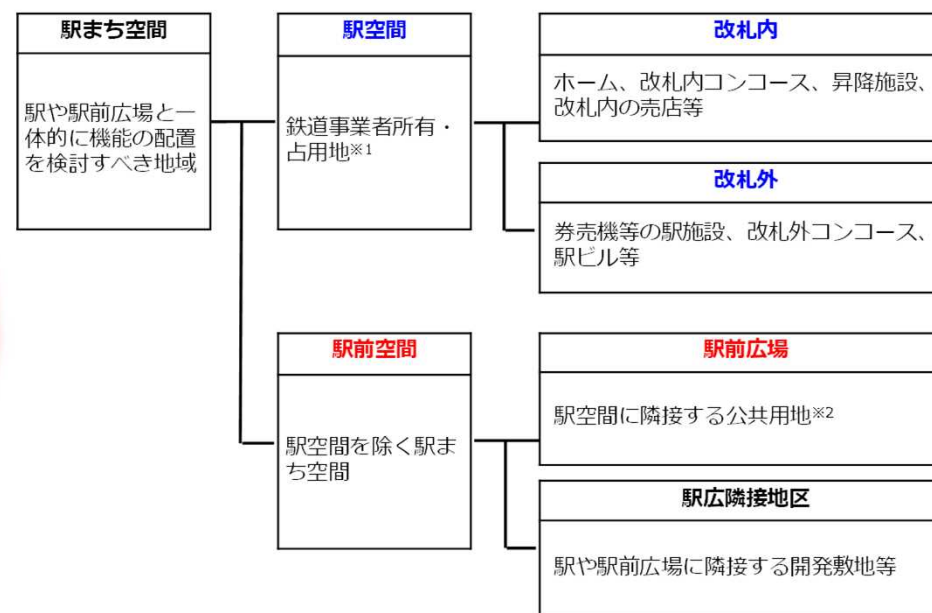 駅まち空間
駅や駅前広場と一
体的に機能の配置
を検討すべき地域
駅空間
鉄道事業者所有・
占用地※1
改札内
ホーム、改札内コンコース、昇降施設、
改札内の売店等
改札外
券売機等の駅施設、改札外コンコース、
駅ビル等
駅前空間
駅空間を除く駅ま
ち空間
駅前広場
駅空間に隣接する公共用地※2
駅広隣接地区
駅や駅前広場に隣接する開発敷地等